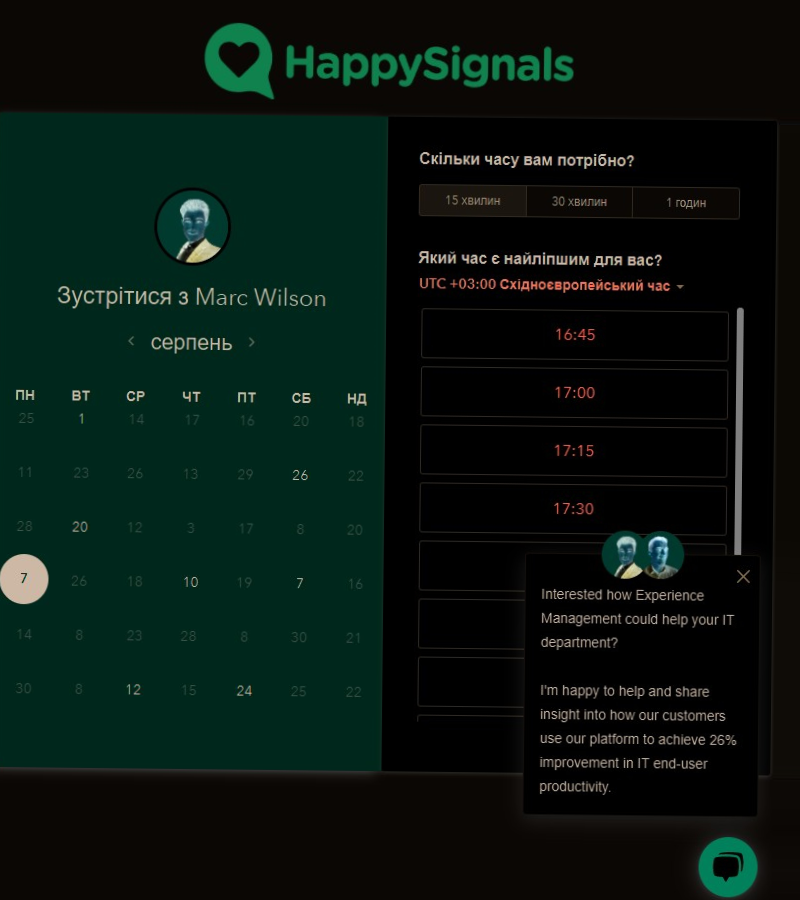 HappySignals
Зустрітися з Marc Wilson
серпень
ПН ВТ СР ЧТ ПТ СБ НД
25 1 14 17 16 20 18
11 23 26 13 29 26 22
28 20 12 3 17 8 20
7 26 18 10 19 7 16
14 8 23 28 8 30 21
30 8 12 15 24 25 22
Скільки часу вам потрібно?
15 хвилин 30 хвилин 1 годин
Який час є найліпшим для вас?
UTC +03:00 Східноєвропейський час
16:45
17:00
17:15
17:30
Interested how Experience
Management could help your IT
department?
I'm happy to help and share
insight into how our customers
use our platform to achieve 26%
improvement in IT end-user
productivity.